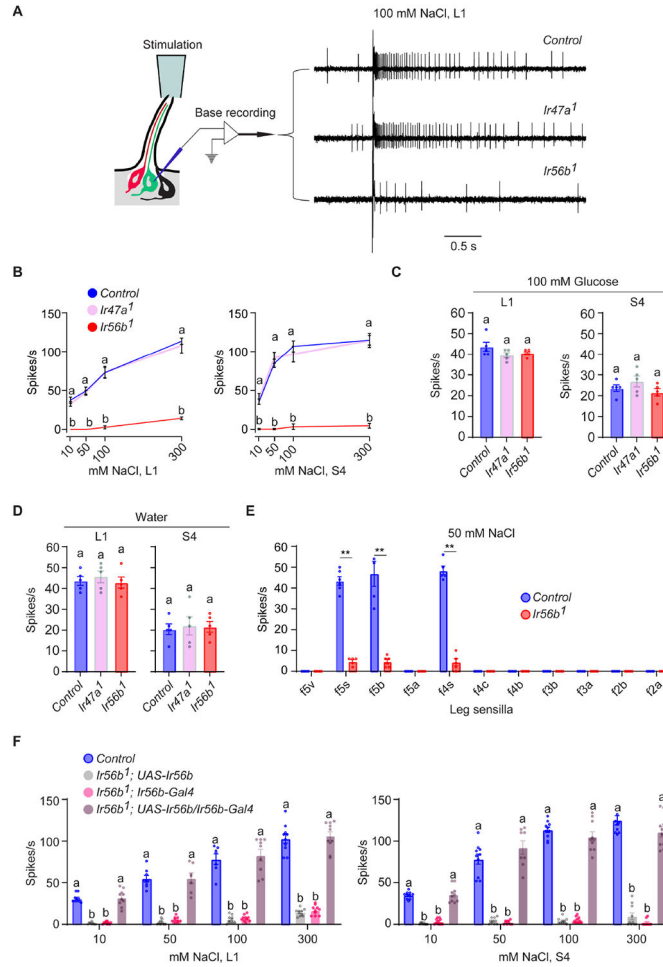 A
100 mM NaCl, L1
Stimulation
Base recording
Control
Ir47a1
Ir56b1
0.5 s
B
Control
Ir47a1
Ir56b1
Spikes/s
150
100
50
0
a
a
a
a
b
b
b
b
10
50
100
300
mM NaCl, L1
Spikes/s
150
100
50
0
a
a
a
a
b
b
b
b
10
50
100
300
mM NaCl, S4
C
100 mM Glucose
L1
S4
Spikes/s
60
50
40
30
20
10
0
a
a
a
Control
Ir47a1
Ir56b1
Spikes/s
60
50
40
30
20
10
0
a
a
a
Control
Ir47a1
Ir56b1
D
Water
L1
S4
Spikes/s
60
50
40
30
20
10
0
a
a
a
Control
Ir47a1
Ir56b1
a
a
a
Control
Ir47a1
Ir56b1
E
50 mM NaCl
Control
Ir56b1
Spikes/s
60
50
40
30
20
10
0
**
**
**
f5v
f5s
f5b
f5a
f4s
f4c
f4b
f3b
f3a
f2b
f2a
Leg sensilla
F
Control
Ir56b1; UAS-Ir56b
Ir56b1; Ir56b-Gal4
Ir56b1; UAS-Ir56b/Ir56b-Gal4
Spikes/s
150
100
50
0
a
b
b
a
a
b
b
a
a
b
b
a
a
b
b
a
10
50
100
300
mM NaCl, L1
Spikes/s
150
100
50
0
a
b
b
a
a
b
b
a
a
b
b
a
a
b
b
a
10
50
100
300
mM NaCl, S4